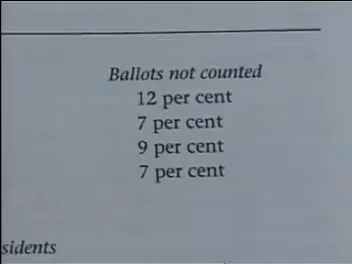 Ballots not counted
12 per cent
7 per cent
9 per cent
7 per cent
sidents